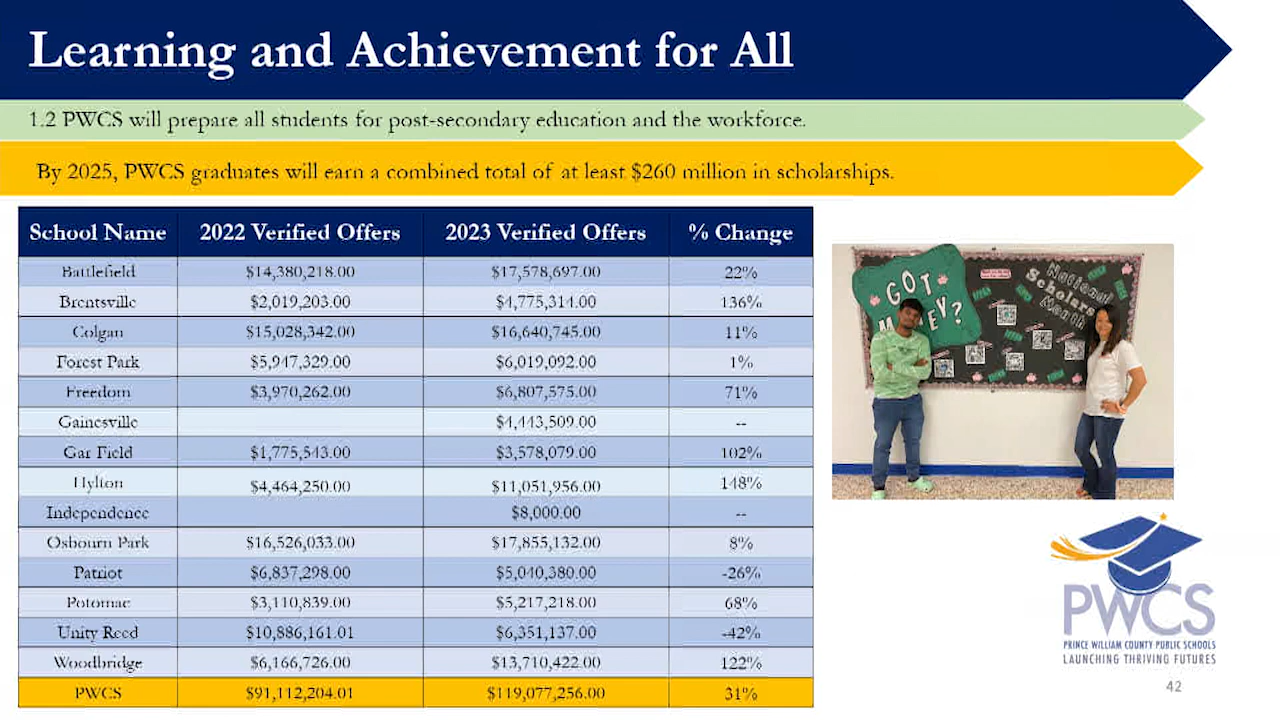 Learning and Achievement for All
1.2 PWCS will prepare all students for post-secondary education and the workforce.
By 2025, PWCS graduates will earn a combined total of at least $260 million in scholarships.
School Name 2022 Verified Offers 2023 Verified Offers % Change
Battlefield $14,380,218.00 $17,578,697.00 22%
Brentsville $2,019,203.00 $4,775,314.00 136%
Colgan $15,028,342.00 $16,640,745.00 11%
Forest Park $5,947,329.00 $6,019,092.00 1%
Freedom $3,970,262.00 $6,807,575.00 71%
Gainesville $4,443,509.00 --
Gar Field $1,775,543.00 $3,578,079.00 102%
Hylton $4,464,250.00 $11,051,956.00 148%
Independence $8,000.00 --
Osbourn Park $16,526,033.00 $17,855,132.00 8%
Patriot $6,837,298.00 $5,040,380.00 -26%
Potomac $3,110,839.00 $5,217,218.00 68%
Unity Reed $10,886,161.01 $6,351,137.00 -42%
Woodbridge $6,166,726.00 $13,710,422.00 122%
PWCS $91,112,204.01 $119,077,256.00 31%
GOT
M EY?
National
Scholars
Month
PWCS
PRINCE WILLIAM COUNTY PUBLIC SCHOOLS
LAUNCHING THRIVING FUTURES
42